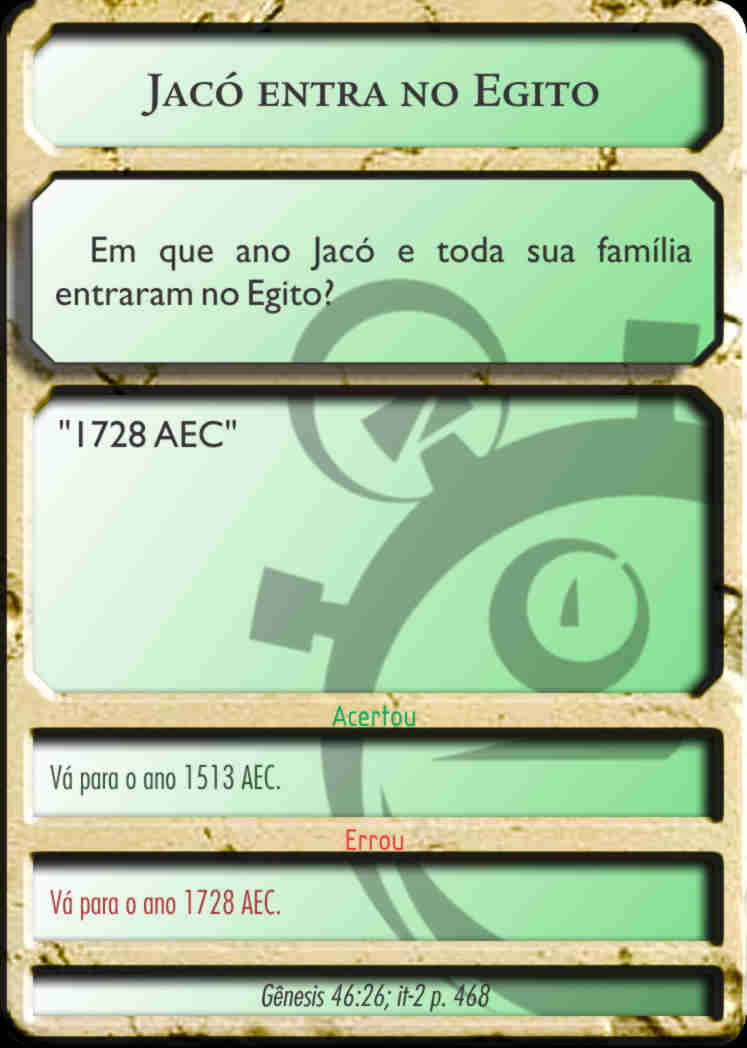 Jacó entra no Egito
Em que ano Jacó e toda sua família
entraram no Egito?
"1728 AEC"
Acertou
Vá para o ano 1513 AEC.
Errou
Vá para o ano 1728 AEC.
Gênesis 46:26; it-2 p. 468